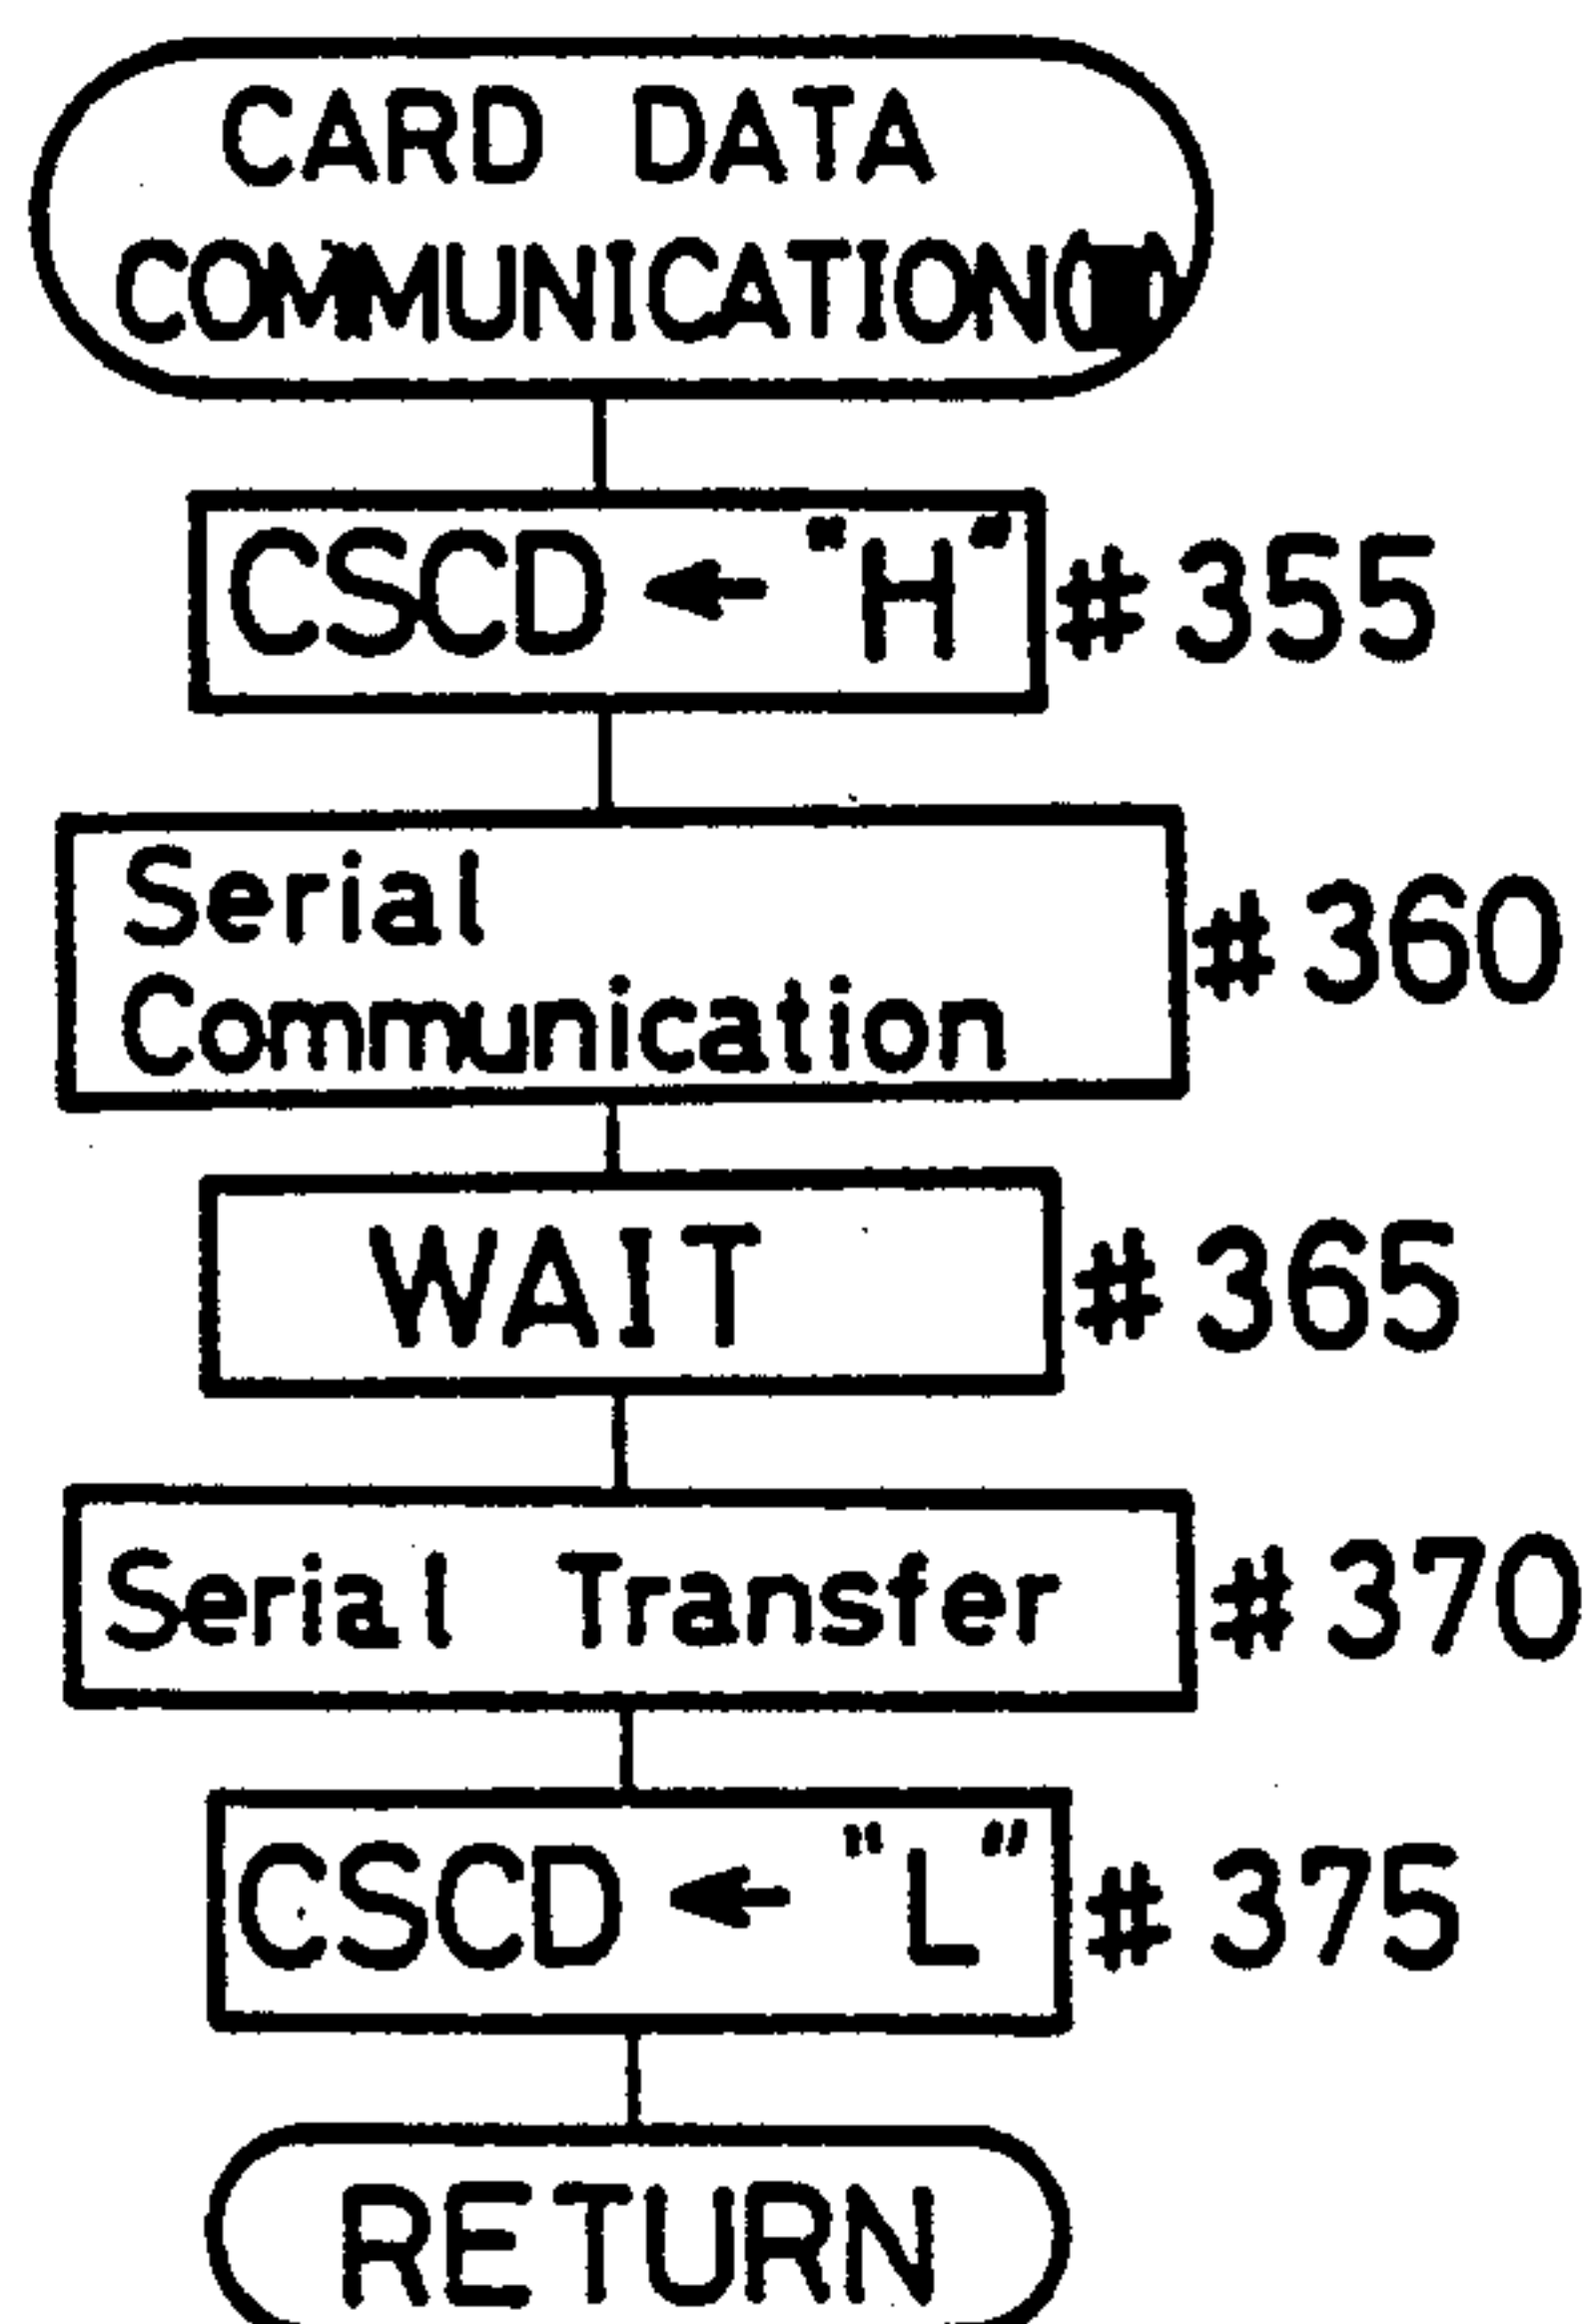 CARD DATA
COMMUNICATION
CSCD ← "H" #355
Serial
Communication
#360
WAIT #365
Serial Transfer #370
CSCD ← "L" #375
RETURN